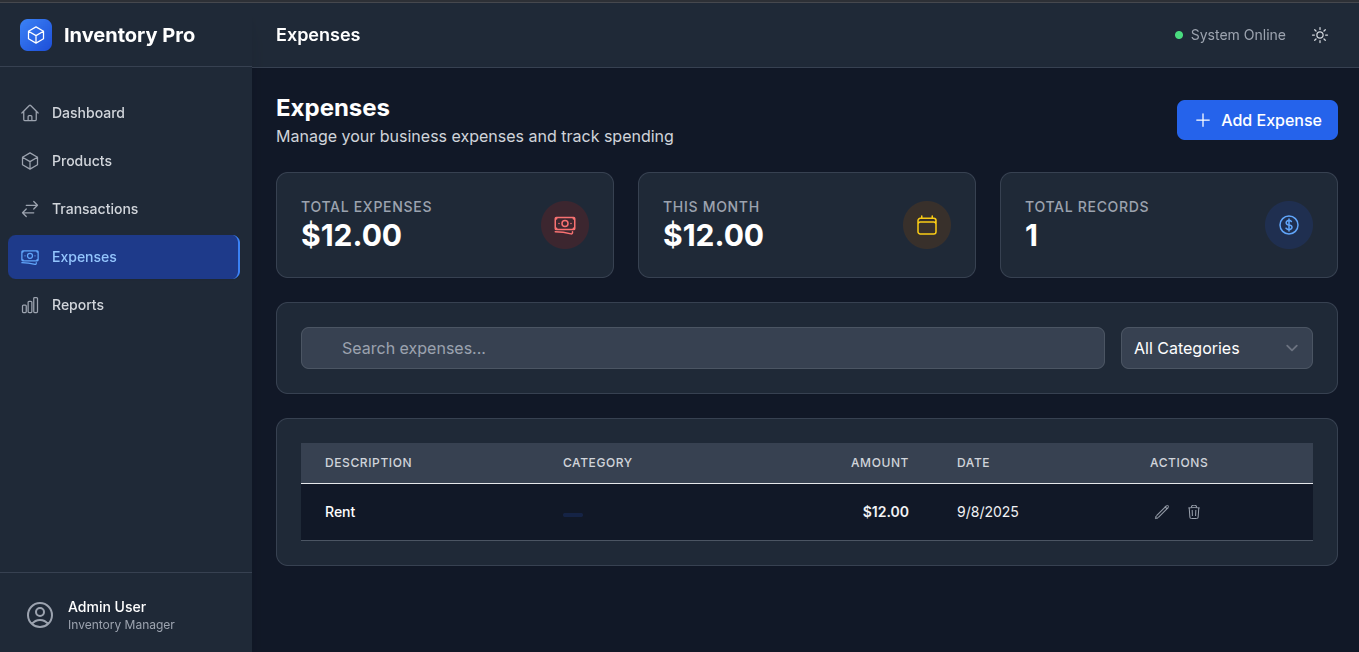 Inventory Pro
Expenses
System Online
Dashboard
Products
Transactions
Expenses
Reports
Admin User
Inventory Manager
Expenses
Manage your business expenses and track spending
Add Expense
TOTAL EXPENSES
$12.00
THIS MONTH
$12.00
TOTAL RECORDS
1
Search expenses...
All Categories
DESCRIPTION CATEGORY AMOUNT DATE ACTIONS
Rent $12.00 9/8/2025